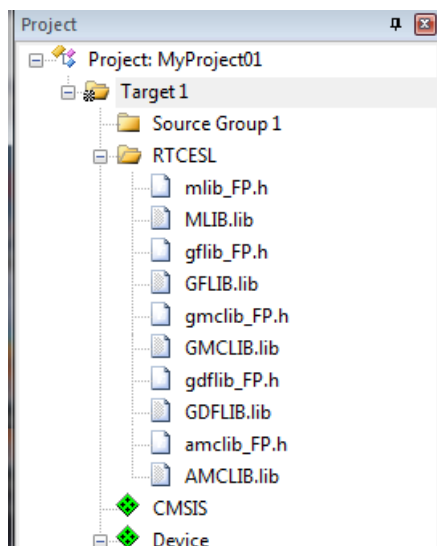 Project
Project: MyProject01
Target 1
Source Group 1
RTCESL
mlib_FP.h
MLIB.lib
gflib_FP.h
GFLIB.lib
gmclib_FP.h
GMCLIB.lib
gdflib_FP.h
GDFLIB.lib
amclib_FP.h
AMCLIB.lib
CMSIS
Device